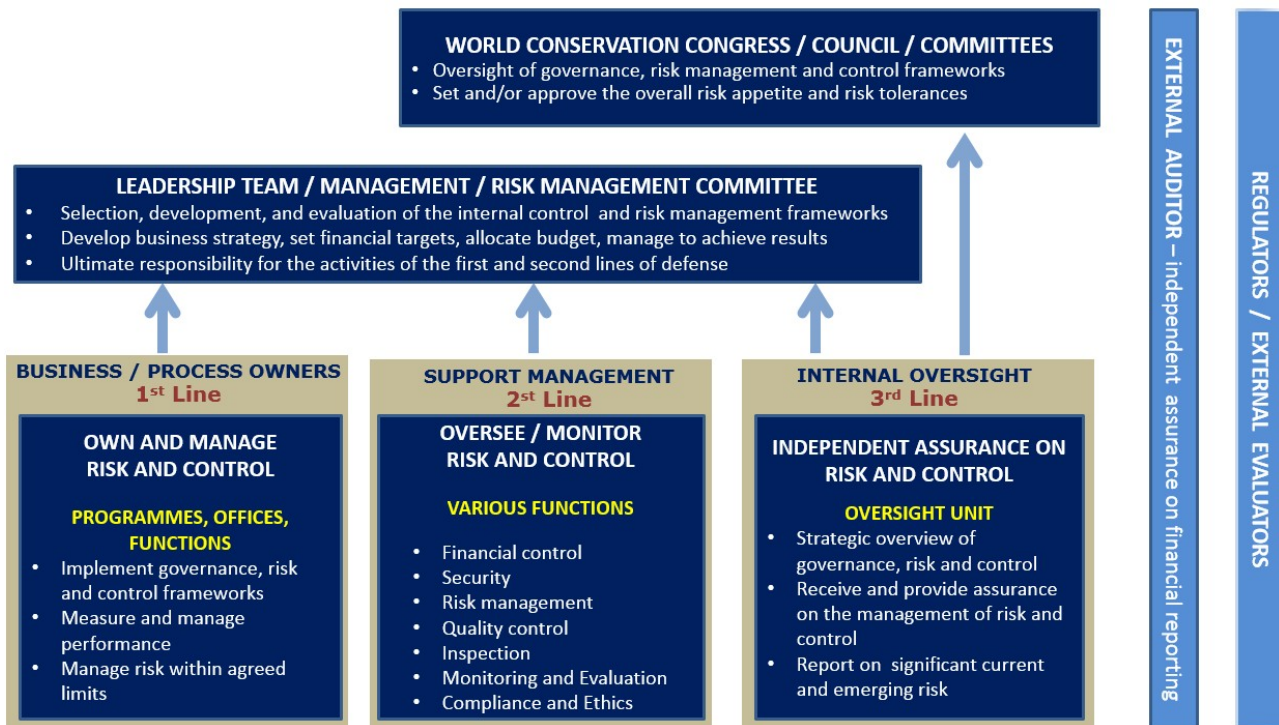 WORLD CONSERVATION CONGRESS / COUNCIL / COMMITTEES
• Oversight of governance, risk management and control frameworks
• Set and/or approve the overall risk appetite and risk tolerances
LEADERSHIP TEAM / MANAGEMENT / RISK MANAGEMENT COMMITTEE
• Selection, development, and evaluation of the internal control and risk management frameworks
• Develop business strategy, set financial targets, allocate budget, manage to achieve results
• Ultimate responsibility for the activities of the first and second lines of defense
BUSINESS / PROCESS OWNERS
1st Line
OWN AND MANAGE
RISK AND CONTROL
PROGRAMMES, OFFICES,
FUNCTIONS
• Implement governance, risk
and control frameworks
• Measure and manage
performance
• Manage risk within agreed
limits
SUPPORT MANAGEMENT
2st Line
OVERSEE / MONITOR
RISK AND CONTROL
VARIOUS FUNCTIONS
• Financial control
• Security
• Risk management
• Quality control
• Inspection
• Monitoring and Evaluation
• Compliance and Ethics
INTERNAL OVERSIGHT
3rd Line
INDEPENDENT ASSURANCE ON
RISK AND CONTROL
OVERSIGHT UNIT
• Strategic overview of
governance, risk and control
• Receive and provide assurance
on the management of risk and
control
• Report on significant current
and emerging risk
EXTERNAL AUDITOR – independent assurance on financial reporting
REGULATORS / EXTERNAL EVALUATORS